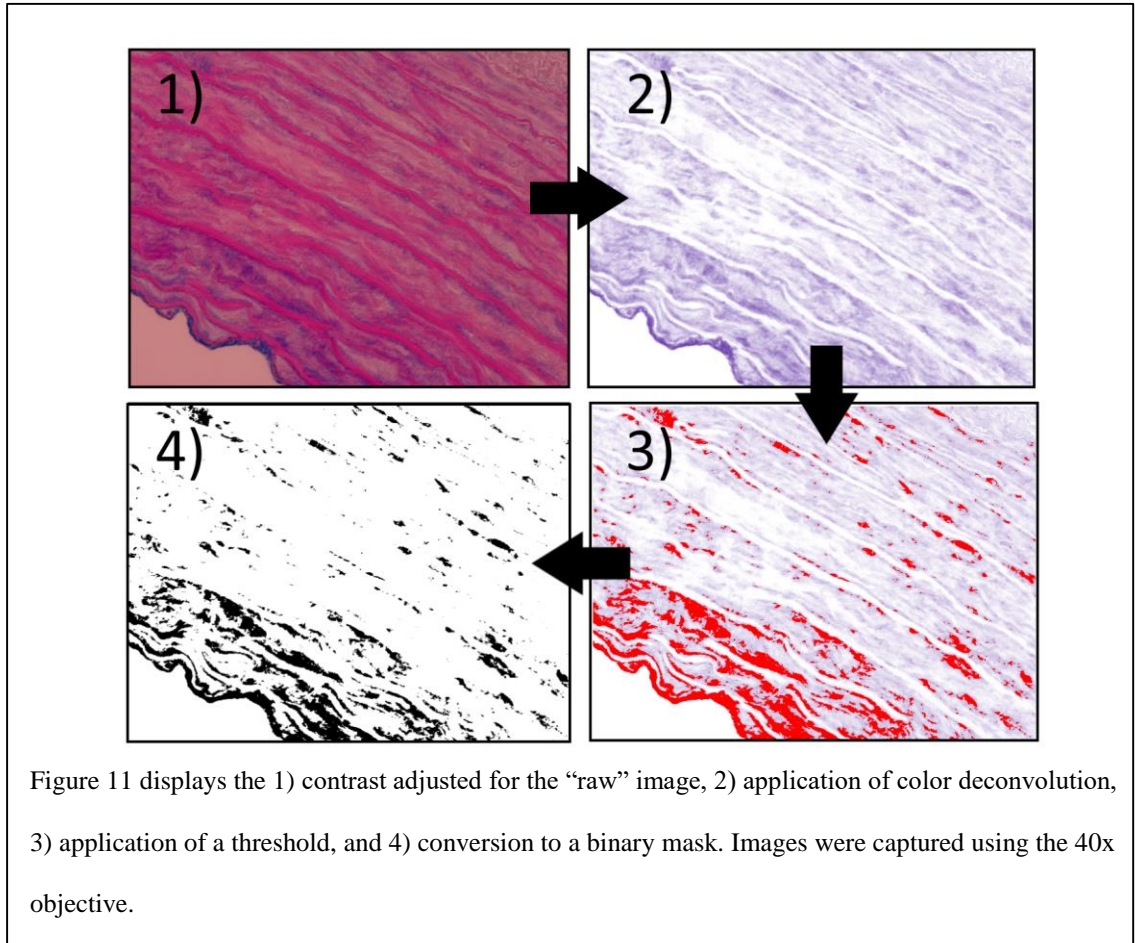 1)
2)
4)
3)
Figure 11 displays the 1) contrast adjusted for the “raw” image, 2) application of color deconvolution,
3) application of a threshold, and 4) conversion to a binary mask. Images were captured using the 40x
objective.